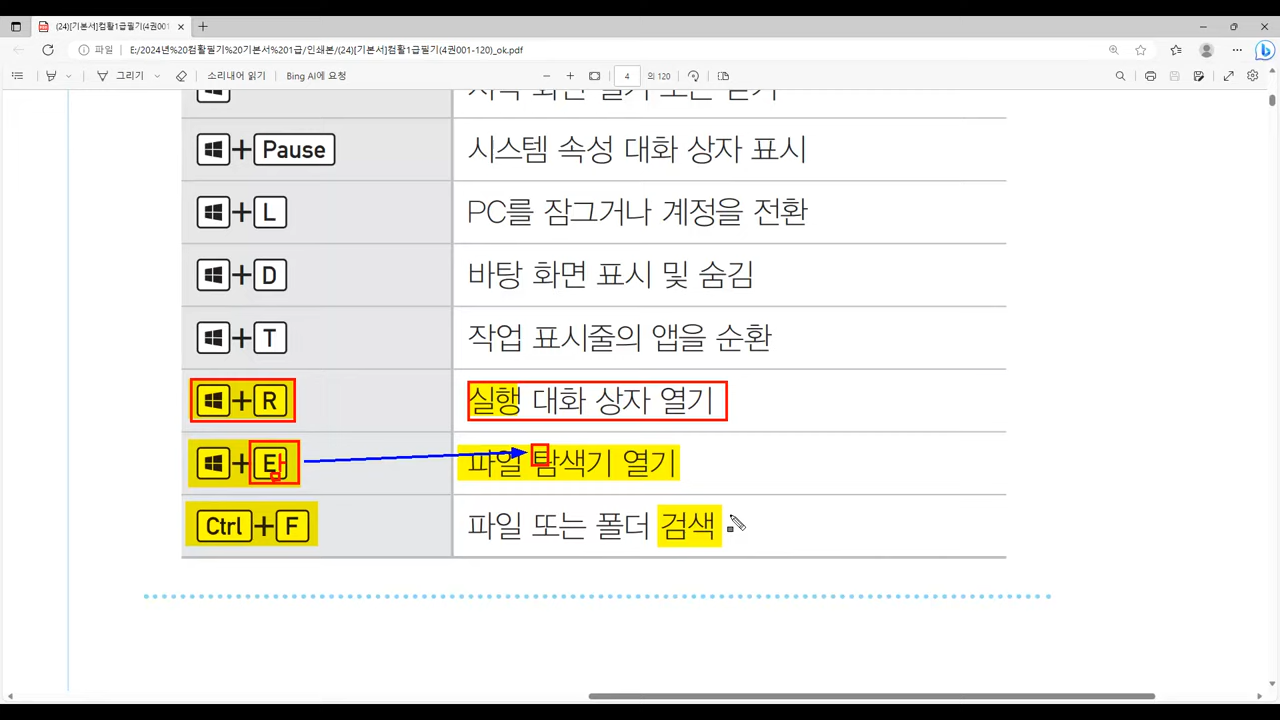 (24)[기본서]컴활1급필기(4권001
파일 E:/2024년%20컴활필기%20기본서%201급/인쇄본/(24)[기본서]컴활1급필기(4권001-120)_ok.pdf
그리기 소리내어 읽기 Bing AI에 요청 4 의 120
Pause 시스템 속성 대화 상자 표시
+ L PC를 잠그거나 계정을 전환
+ D 바탕 화면 표시 및 숨김
+ T 작업 표시줄의 앱을 순환
+ R 실행 대화 상자 열기
+ E 파일 탐색기 열기
Ctrl + F 파일 또는 폴더 검색